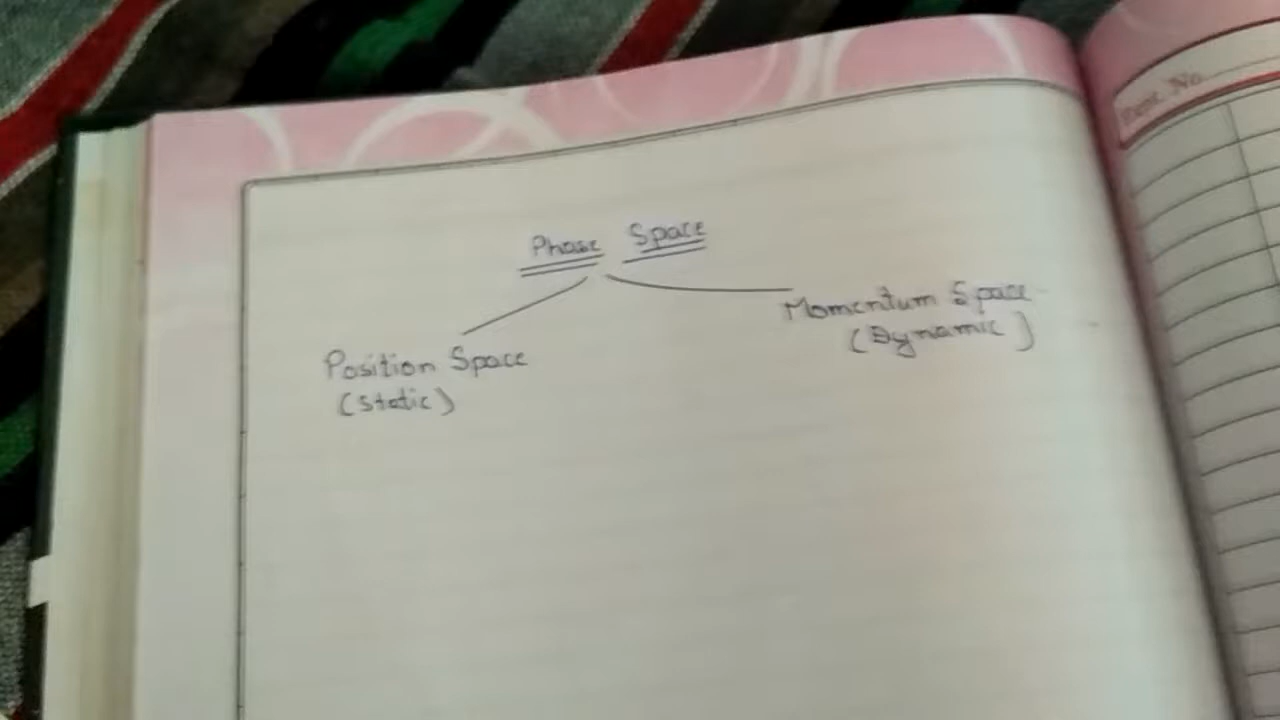 Phase Space
Momentum Space
(Dynamic)
Position Space
(Static)